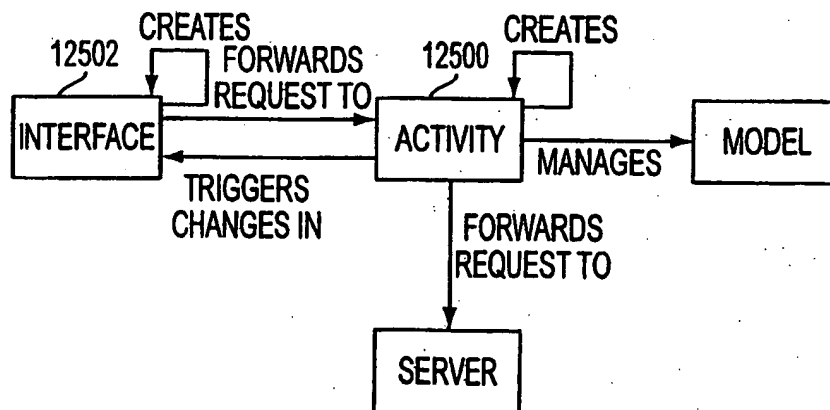 CREATES
12502
FORWARDS
REQUEST TO
INTERFACE
TRIGGERS
CHANGES IN
CREATES
12500
ACTIVITY
MANAGES
MODEL
FORWARDS
REQUEST TO
SERVER